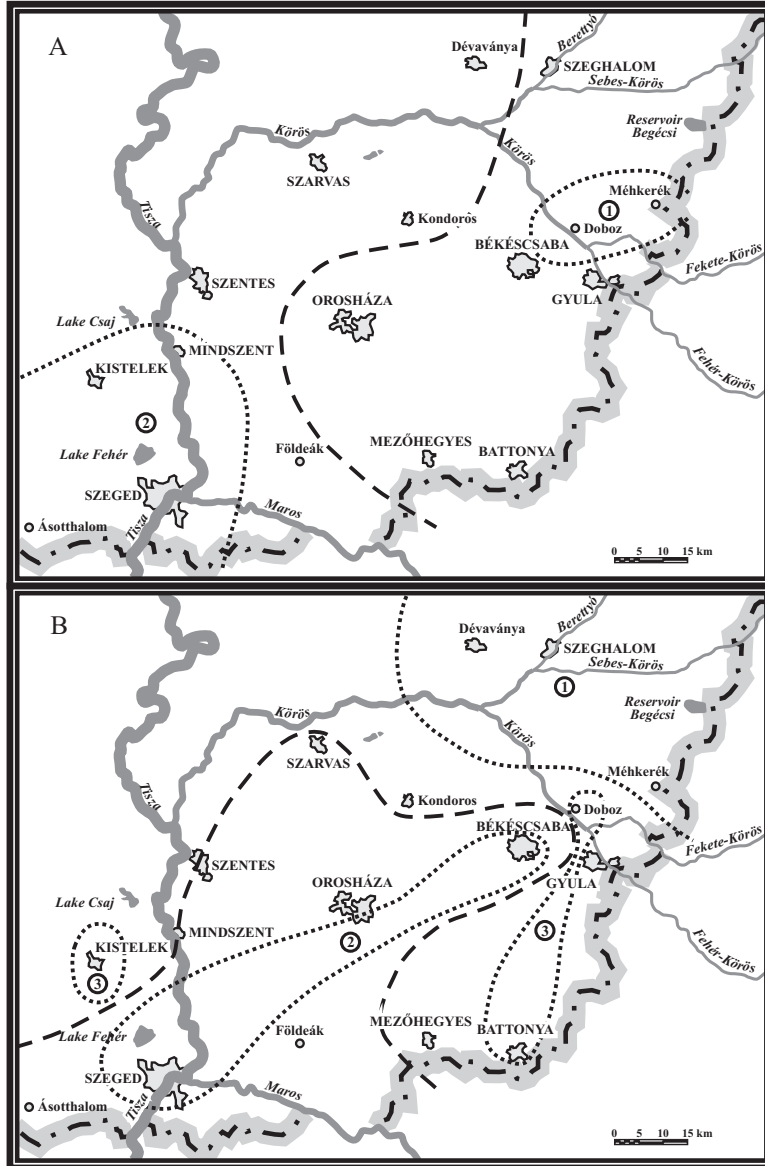 A
Dévaványa
Berettyó
SZEGHALOM
Sebes-Körös
Reservoir
Begécsi
Körös
Körös
SZARVAS
Tisza
Méhkerék
1
Kondorôs
Doboz
BÉKÉSCSABA
Fekete-Körös
SZENTES
GYULA
OROSHÁZA
Lake Csaj
MINDSZENT
Fehér-Körös
KISTELEK
2
Lake Fehér
Földeák
MEZŐHEGYES
BATTONYA
SZEGED
Maros
Ásotthalom
Tisza
0 5 10 15 km
B
Dévaványa
Berettyó
SZEGHALOM
Sebes-Körös
1
Reservoir
Begécsi
Körös
Körös
SZARVAS
Tisza
Méhkerék
Kondoros
Doboz
BÉKÉSCSABA
Fekete-Körös
SZENTES
GYULA
OROSHÁZA
Lake Csaj
MINDSZENT
2
3
Fehér-Körös
KISTELEK
3
Lake Fehér
Földeák
MEZŐHEGYES
BATTONYA
SZEGED
Maros
Ásotthalom
Tisza
0 5 10 15 km